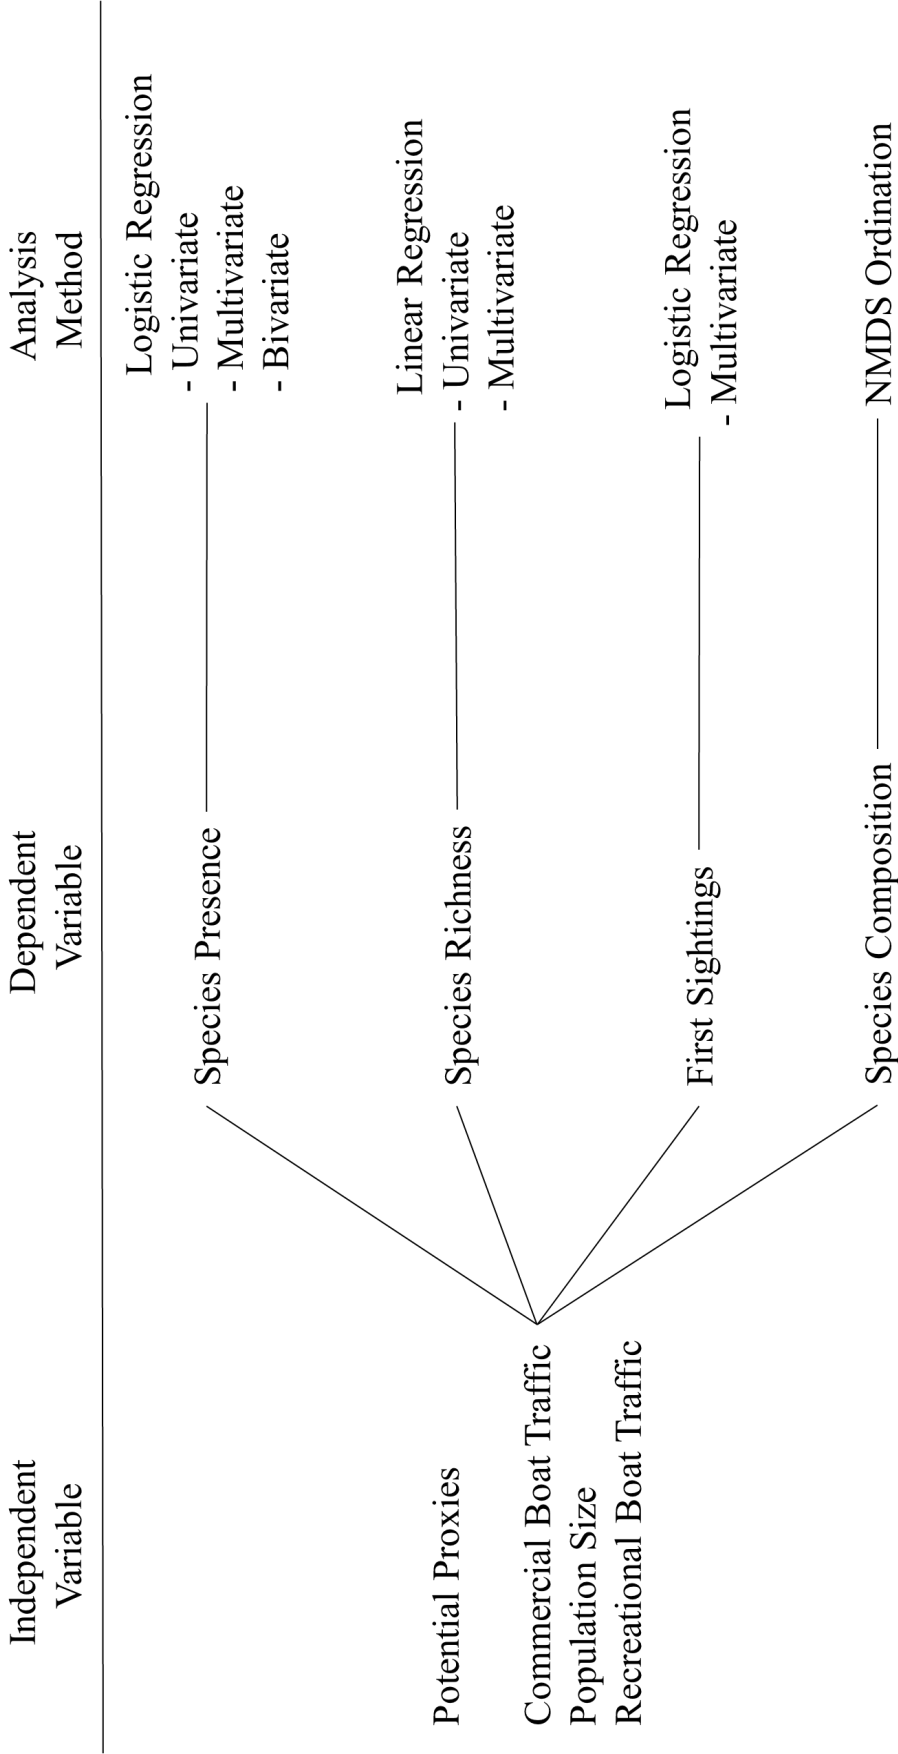 Independent
Variable
Dependent
Variable
Analysis
Method
Potential Proxies
Commercial Boat Traffic
Population Size
Recreational Boat Traffic
Species Presence
Logistic Regression
- Univariate
- Multivariate
- Bivariate
Species Richness
Linear Regression
- Univariate
- Multivariate
First Sightings
Logistic Regression
- Multivariate
Species Composition
NMDS Ordination